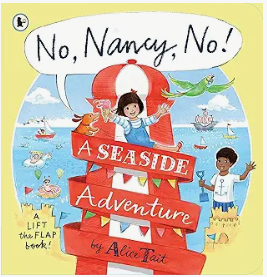 No, Nancy, No!
A SEASIDE
Adventure
by Alice Tait
A
LIFT
the FLAP
book!